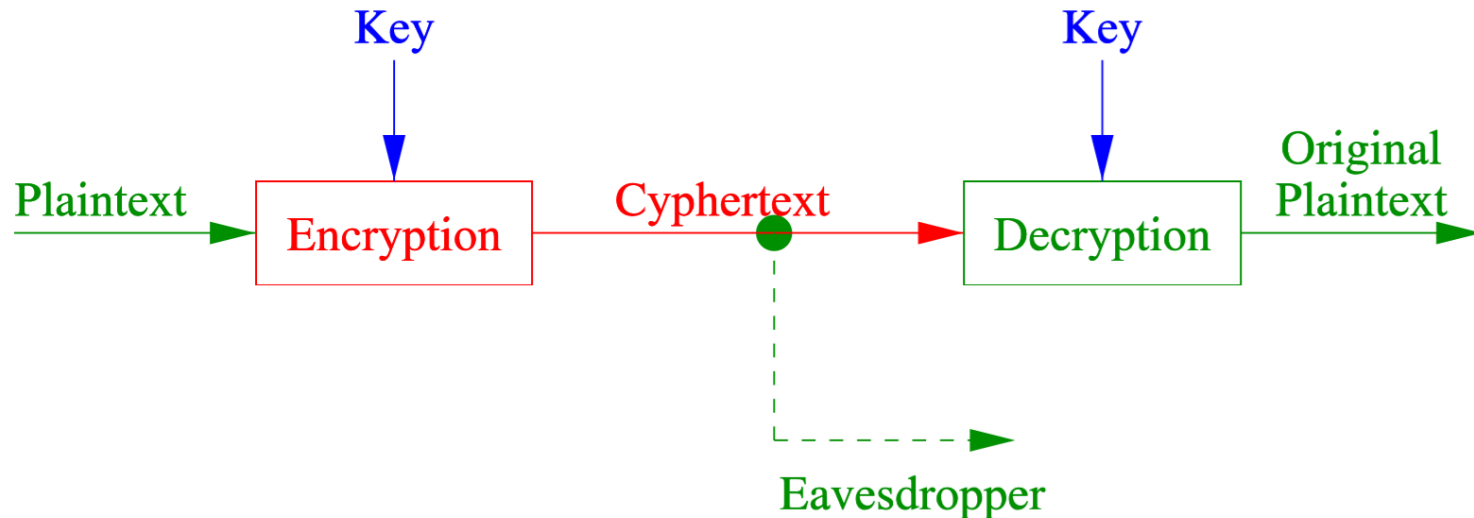 Key
Key
Plaintext
Encryption
Cyphertext
Decryption
Original
Plaintext
Eavesdropper